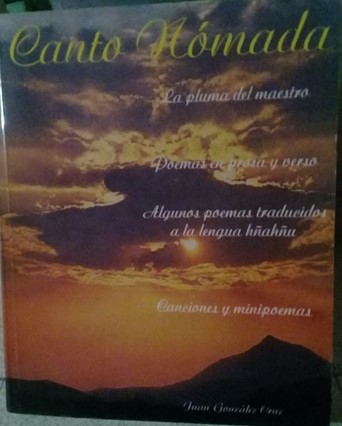 Canto Nómada
La pluma del maestro
Poemas en prosa y verso
Algunos poemas traducidos
a la lengua hñahñu
Canciones y minipoemas
Juan González Cruz